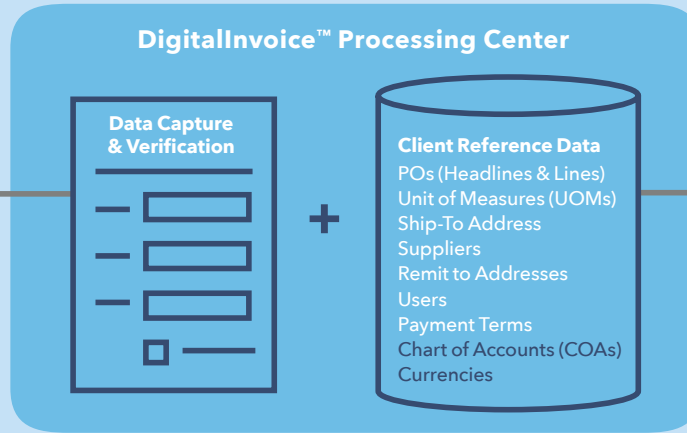 DigitalInvoice™ Processing Center
Data Capture
& Verification
+
Client Reference Data
POs (Headlines & Lines)
Unit of Measures (UOMs)
Ship-To Address
Suppliers
Remit to Addresses
Users
Payment Terms
Chart of Accounts (COAs)
Currencies